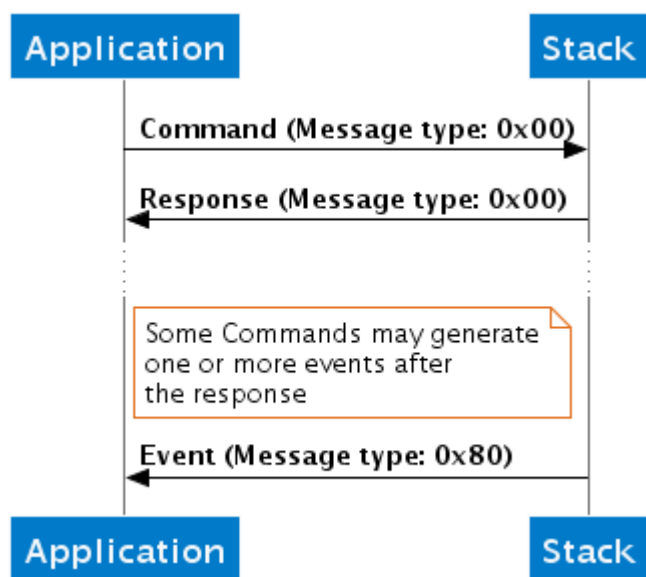 Application Stack
Command (Message type: 0x00)
Response (Message type: 0x00)
Some Commands may generate
one or more events after
the response
Event (Message type: 0x80)
Application Stack